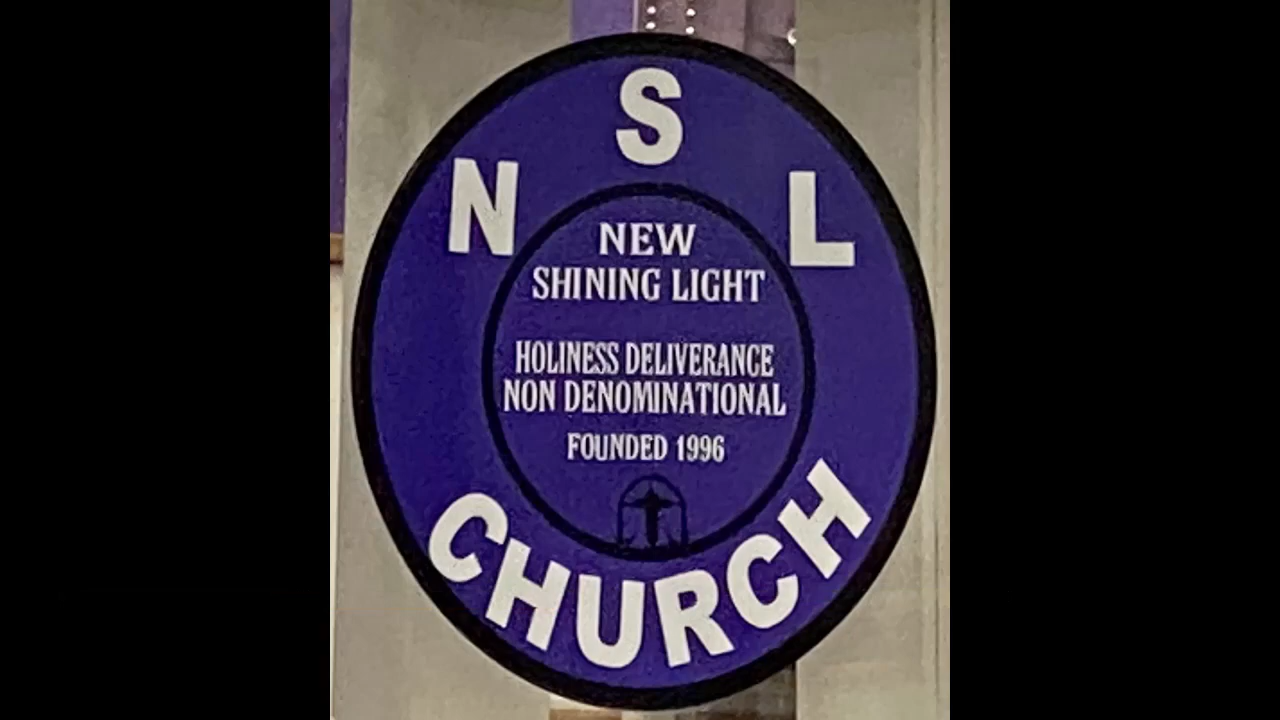 N S L
NEW
SHINING LIGHT
HOLINESS DELIVERANCE
NON DENOMINATIONAL
FOUNDED 1996
CHURCH